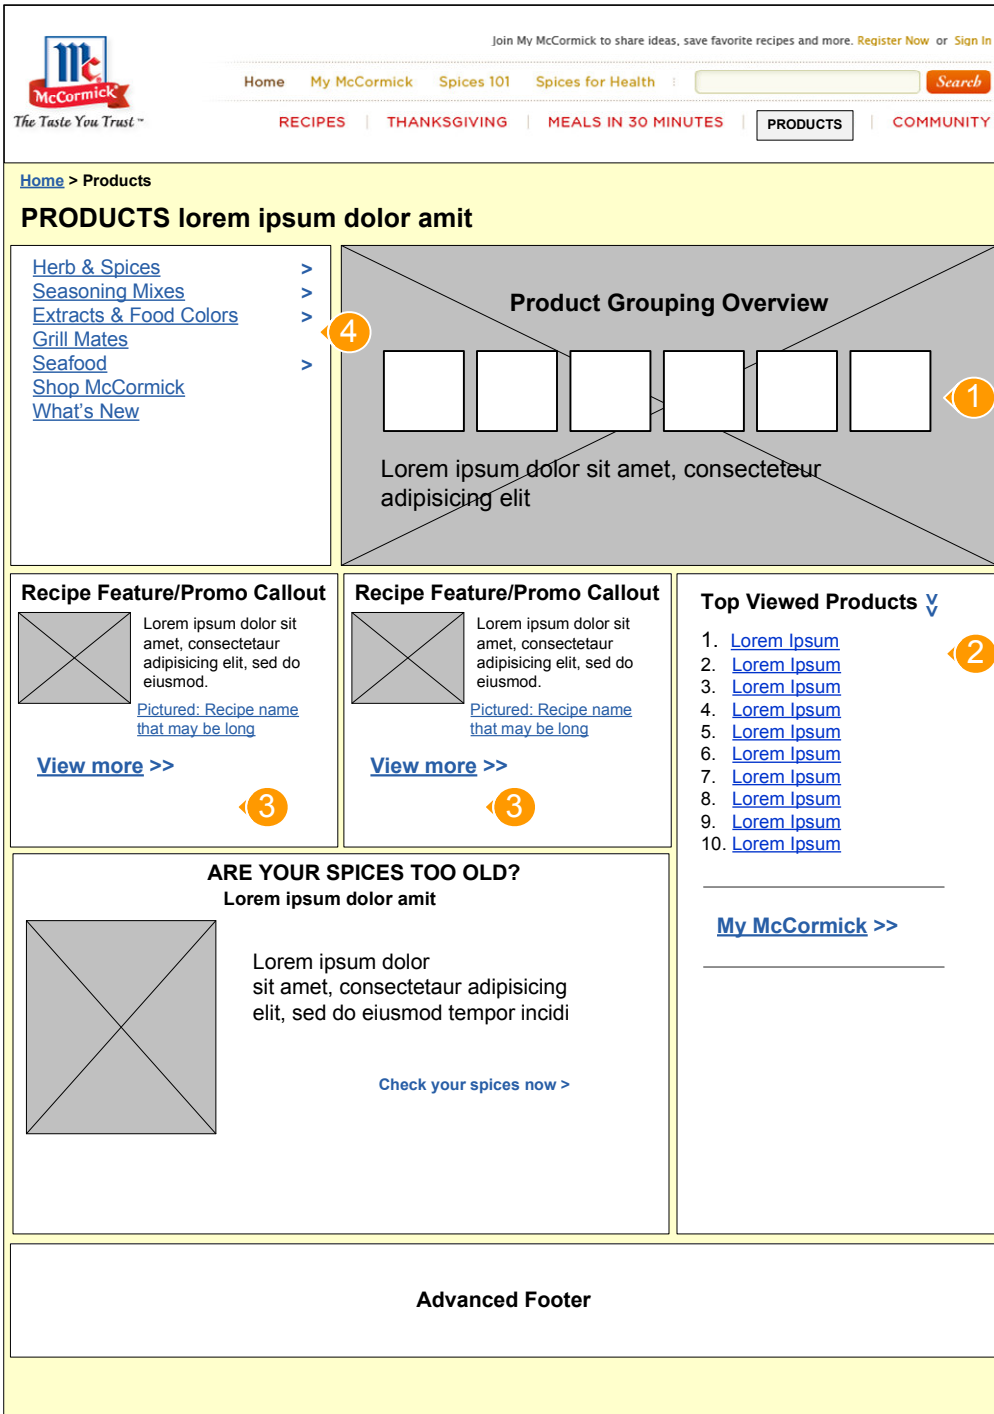 Join My McCormick to share ideas, save favorite recipes and more. Register Now or Sign In
Mc
McCormick®
The Taste You Trust™
Home My McCormick Spices 101 Spices for Health Search
RECIPES | THANKSGIVING | MEALS IN 30 MINUTES | PRODUCTS | COMMUNITY
Home > Products
PRODUCTS lorem ipsum dolor amit
Herb & Spices >
Seasoning Mixes >
Extracts & Food Colors >
Grill Mates
Seafood >
Shop McCormick
What's New
4
Product Grouping Overview
1
Lorem ipsum dolor sit amet, consecteteur
adipisicing elit
Recipe Feature/Promo Callout
Lorem ipsum dolor sit
amet, consectetaur
adipisicing elit, sed do
eiusmod.
Pictured: Recipe name
that may be long
View more >>
3
Recipe Feature/Promo Callout
Lorem ipsum dolor sit
amet, consectetaur
adipisicing elit, sed do
eiusmod.
Pictured: Recipe name
that may be long
View more >>
3
Top Viewed Products >>
2
1. Lorem Ipsum
2. Lorem Ipsum
3. Lorem Ipsum
4. Lorem Ipsum
5. Lorem Ipsum
6. Lorem Ipsum
7. Lorem Ipsum
8. Lorem Ipsum
9. Lorem Ipsum
10. Lorem Ipsum
My McCormick >>
ARE YOUR SPICES TOO OLD?
Lorem ipsum dolor amit
Lorem ipsum dolor
sit amet, consectetaur adipisicing
elit, sed do eiusmod tempor incidi
Check your spices now >
Advanced Footer